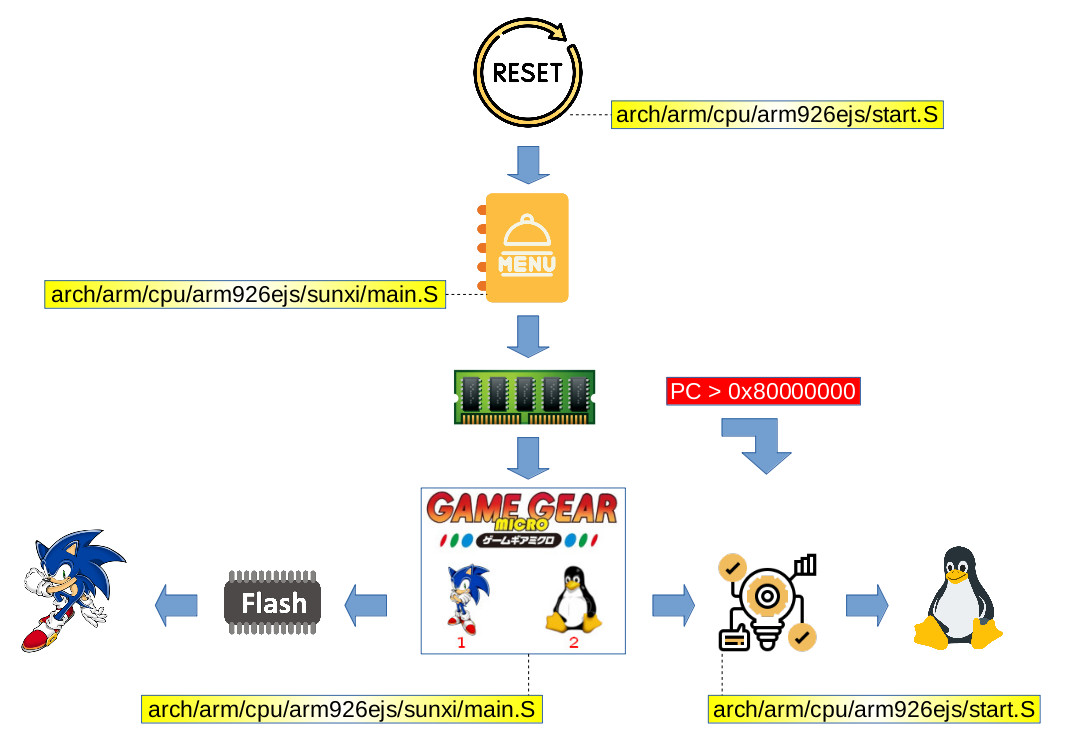 RESET
arch/arm/cpu/arm926ejs/start.S
MENU
arch/arm/cpu/arm926ejs/sunxi/main.S
PC > 0x80000000
GAME GEAR
MICRO
ゲームギアミクロ
Flash
1
2
arch/arm/cpu/arm926ejs/sunxi/main.S
arch/arm/cpu/arm926ejs/start.S